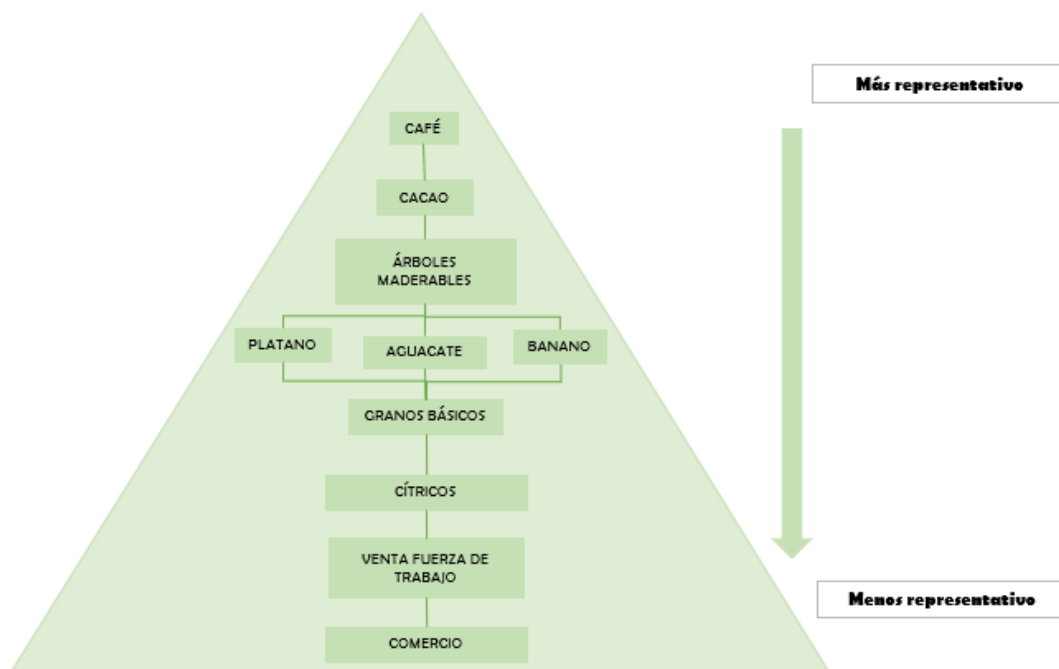 Más representativo
CAFÉ
CACAO
ÁRBOLES
MADERABLES
PLATANO
AGUACATE
BANANO
GRANOS BÁSICOS
CÍTRICOS
VENTA FUERZA DE
TRABAJO
Menos representativo
COMERCIO